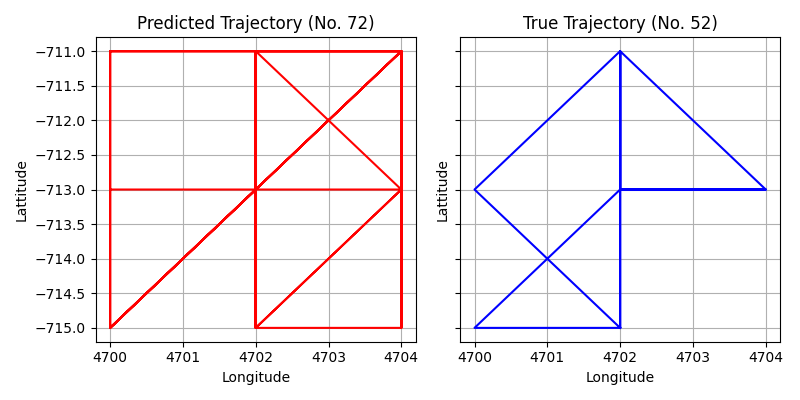 Predicted Trajectory (No. 72)
True Trajectory (No. 52)
−711.0
−711.5
−712.0
−712.5
−713.0
−713.5
−714.0
−714.5
−715.0
Lattitude
Lattitude
4700 4701 4702 4703 4704
4700 4701 4702 4703 4704
Longitude
Longitude